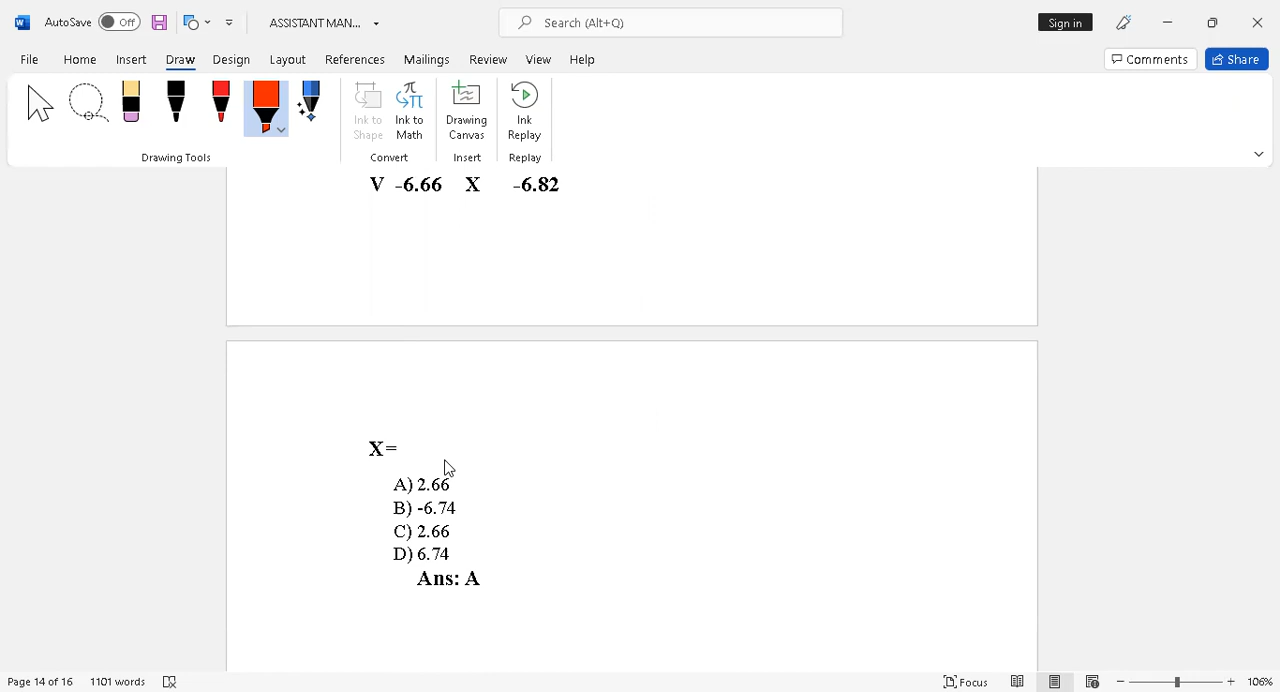 AutoSave Off ASSISTANT MAN... Search (Alt+Q) Sign in
File Home Insert Draw Design Layout References Mailings Review View Help Comments Share
Ink to Shape
Ink to Math
Drawing Canvas
Ink Replay
Drawing Tools Convert Insert Replay
V -6.66 X -6.82
X=
A) 2.66
B) -6.74
C) 2.66
D) 6.74
Ans: A
Page 14 of 16 1101 words Focus 106%